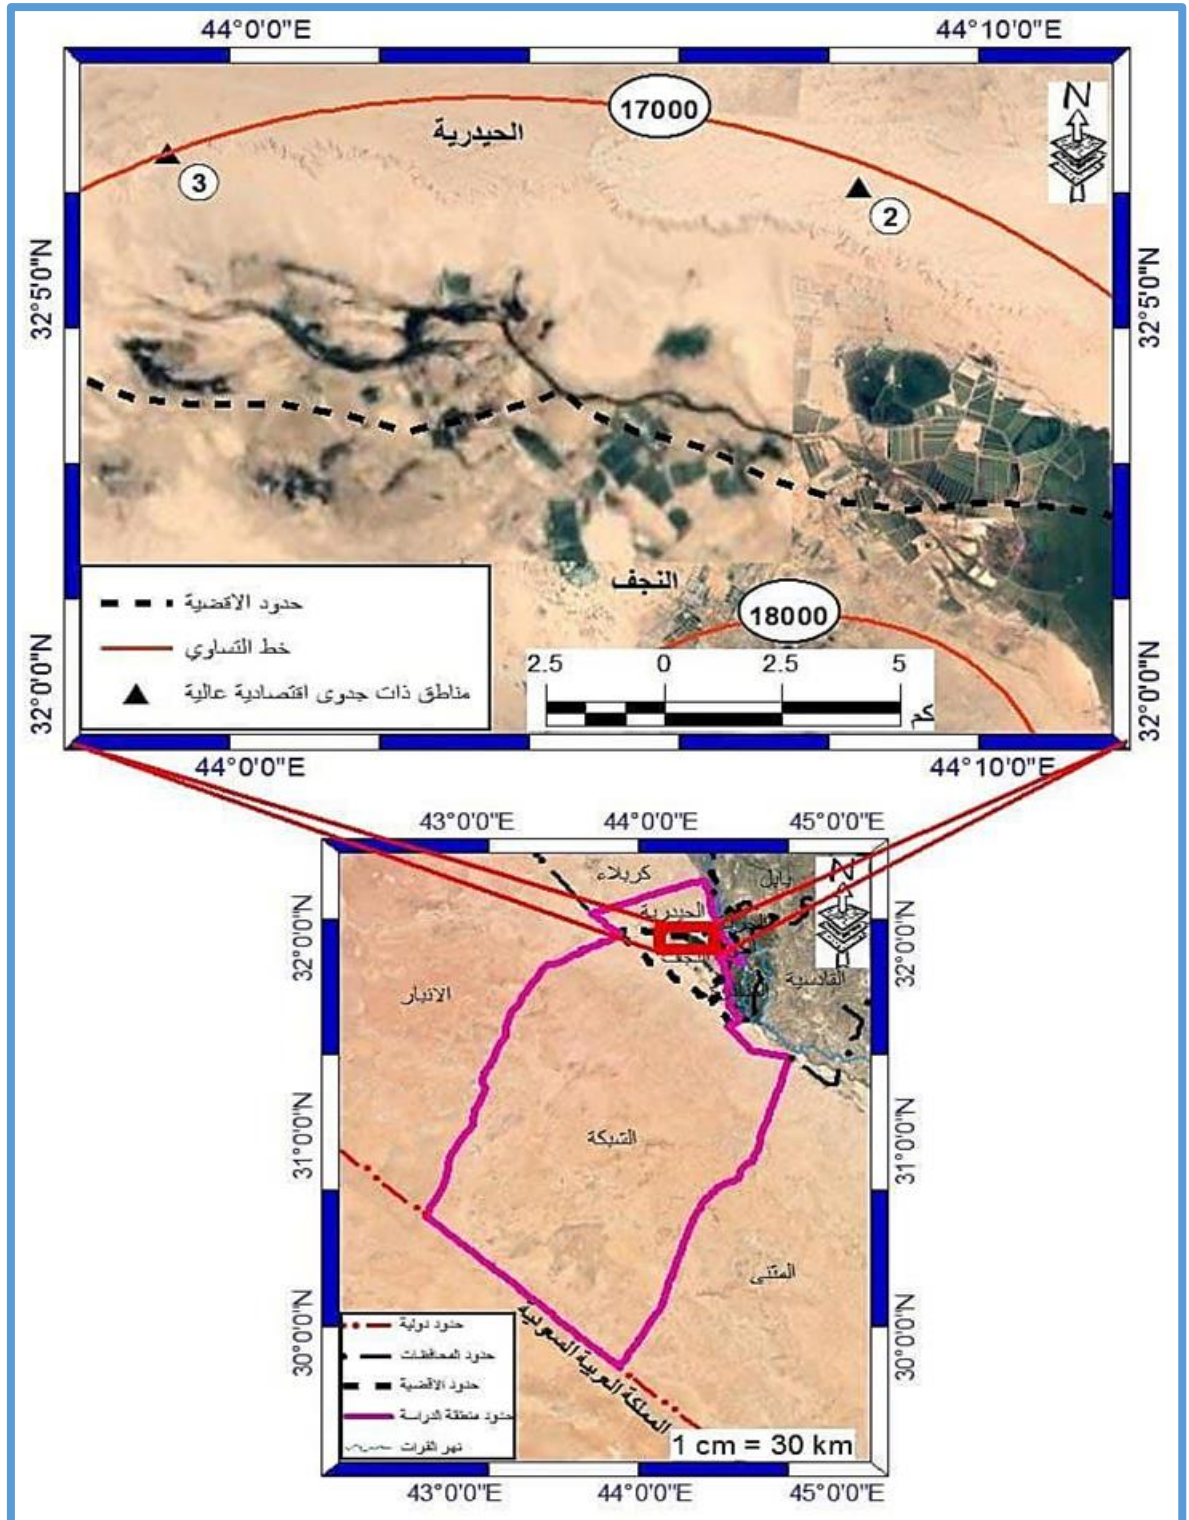 44°0'0"E 44°10'0"E
N
17000
الحيدرية
3
2
32°5'0"N 32°5'0"N
النجف
18000
حدود الاقضية
خط التساوي
مناطق ذات جدوى اقتصادية عالية
2.5 0 2.5 5
كم
32°0'0"N 32°0'0"N
44°0'0"E 44°10'0"E
43°0'0"E 44°0'0"E 45°0'0"E
N
كربلاء
بابل
الحيدرية
32°0'0"N 32°0'0"N
النجف
القادسية
الانبار
31°0'0"N 31°0'0"N
الشبكة
المثنى
30°0'0"N 30°0'0"N
المملكة العربية السعودية
حدود دولية
حدود المحافظات
حدود الاقضية
حدود منطقة الدراسة
نهر الفرات
1 cm = 30 km
43°0'0"E 44°0'0"E 45°0'0"E